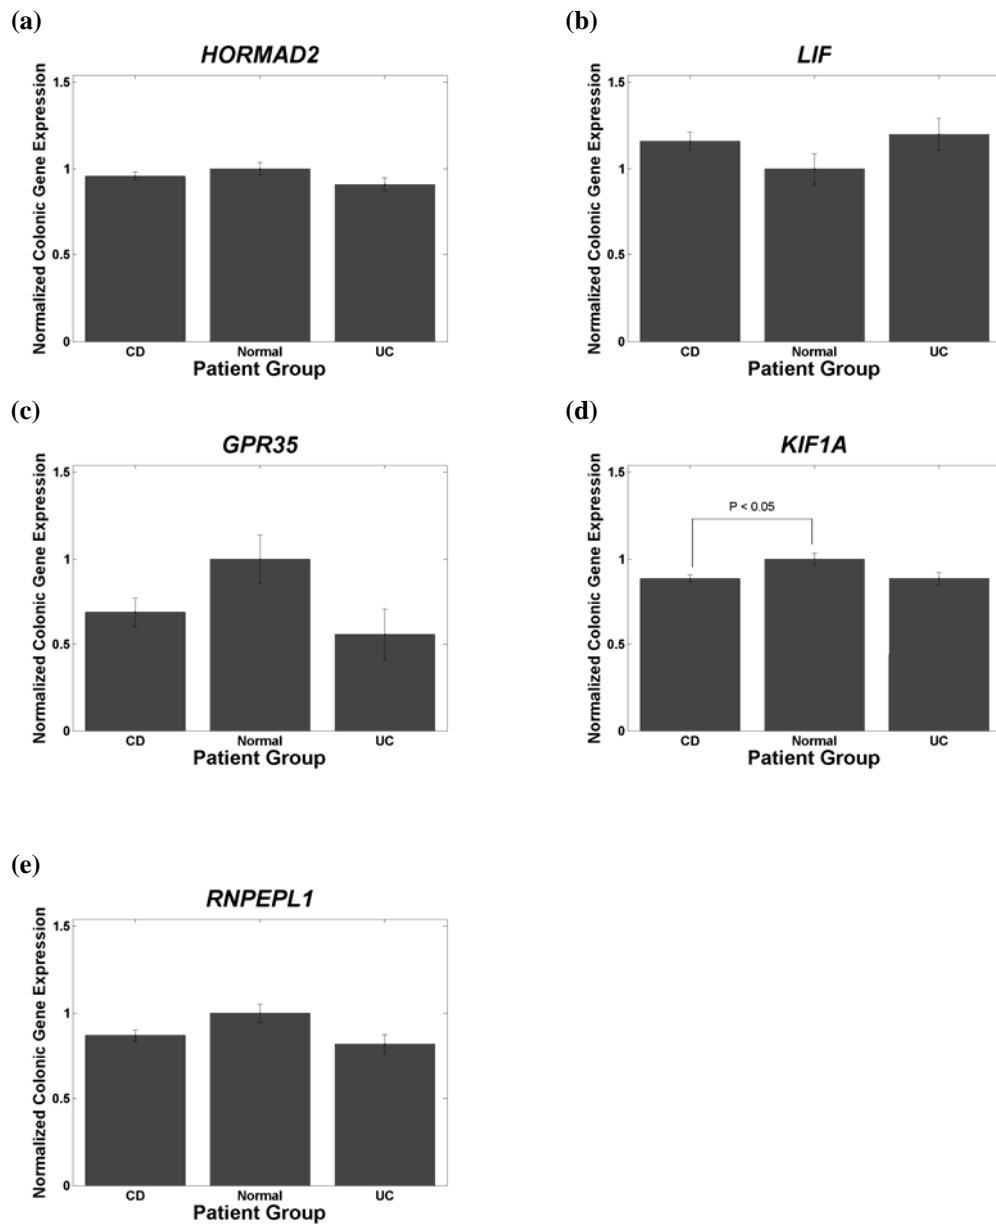 (a)
HORMAD2
Normalized Colonic Gene Expression
1.5
1
0.5
0
CD Normal UC
Patient Group
(b)
LIF
Normalized Colonic Gene Expression
1.5
1
0.5
0
CD Normal UC
Patient Group
(c)
GPR35
Normalized Colonic Gene Expression
1.5
1
0.5
0
CD Normal UC
Patient Group
(d)
KIF1A
Normalized Colonic Gene Expression
1.5
P < 0.05
1
0.5
0
CD Normal UC
Patient Group
(e)
RNPEPL1
Normalized Colonic Gene Expression
1.5
1
0.5
0
CD Normal UC
Patient Group